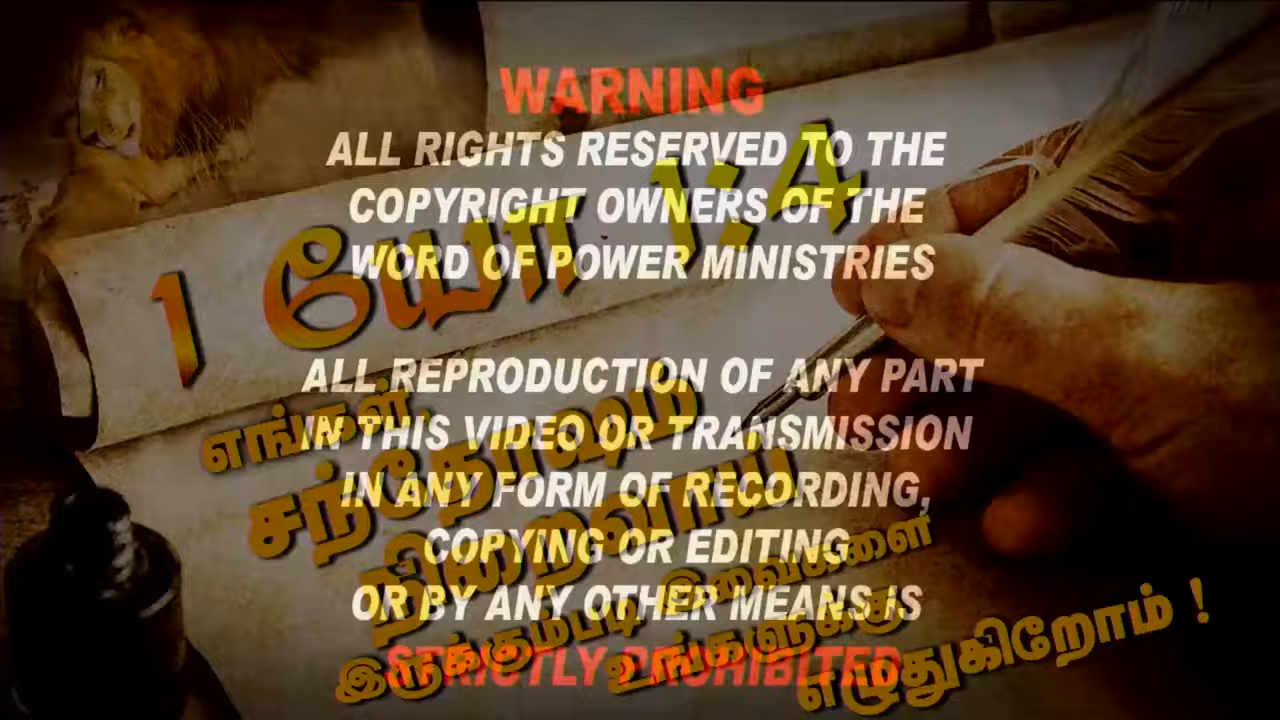 WARNING
ALL RIGHTS RESERVED TO THE
COPYRIGHT OWNERS OF THE
WORD OF POWER MINISTRIES
ALL REPRODUCTION OF ANY PART
IN THIS VIDEO OR TRANSMISSION
IN ANY FORM OF RECORDING,
COPYING OR EDITING
OR BY ANY OTHER MEANS IS
STRICTLY PROHIBITED
1 யோ 1:4
எங்கள்
சந்தோஷம்
நிறைவாய்
இருக்கும்படி இவைகளை
உங்களுக்கு
எழுதுகிறோம் !